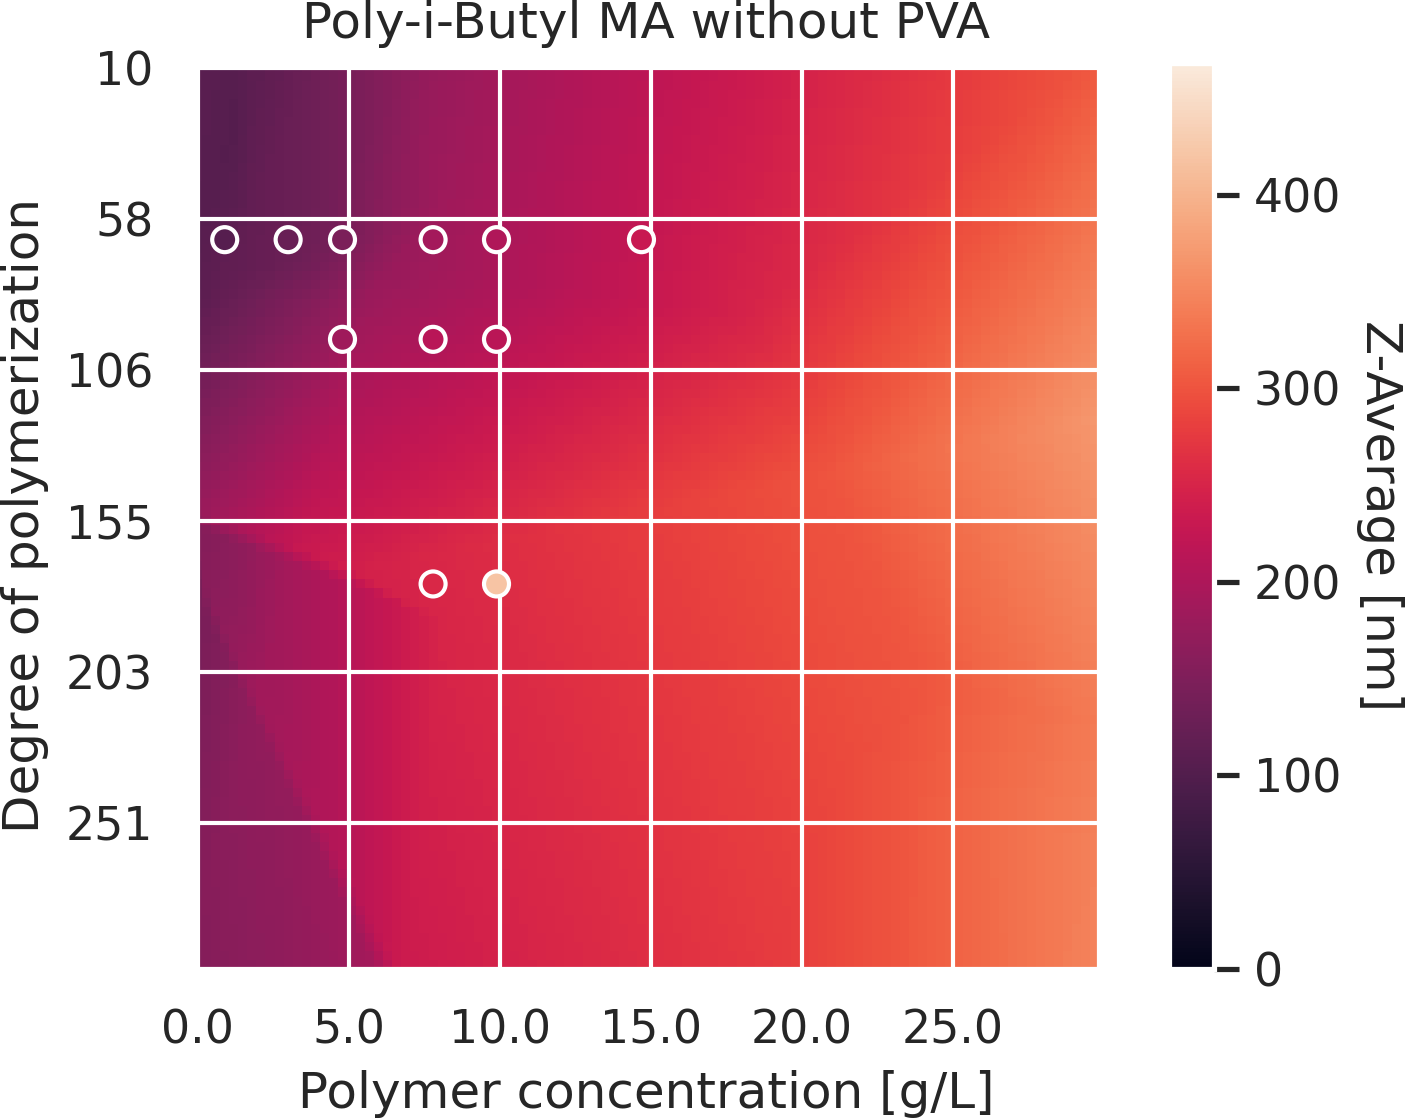 Poly-i-Butyl MA without PVA
10
58
106
155
203
251
Degree of polymerization
0.0 5.0 10.0 15.0 20.0 25.0
Polymer concentration [g/L]
400
300
200
100
0
Z-Average [nm]